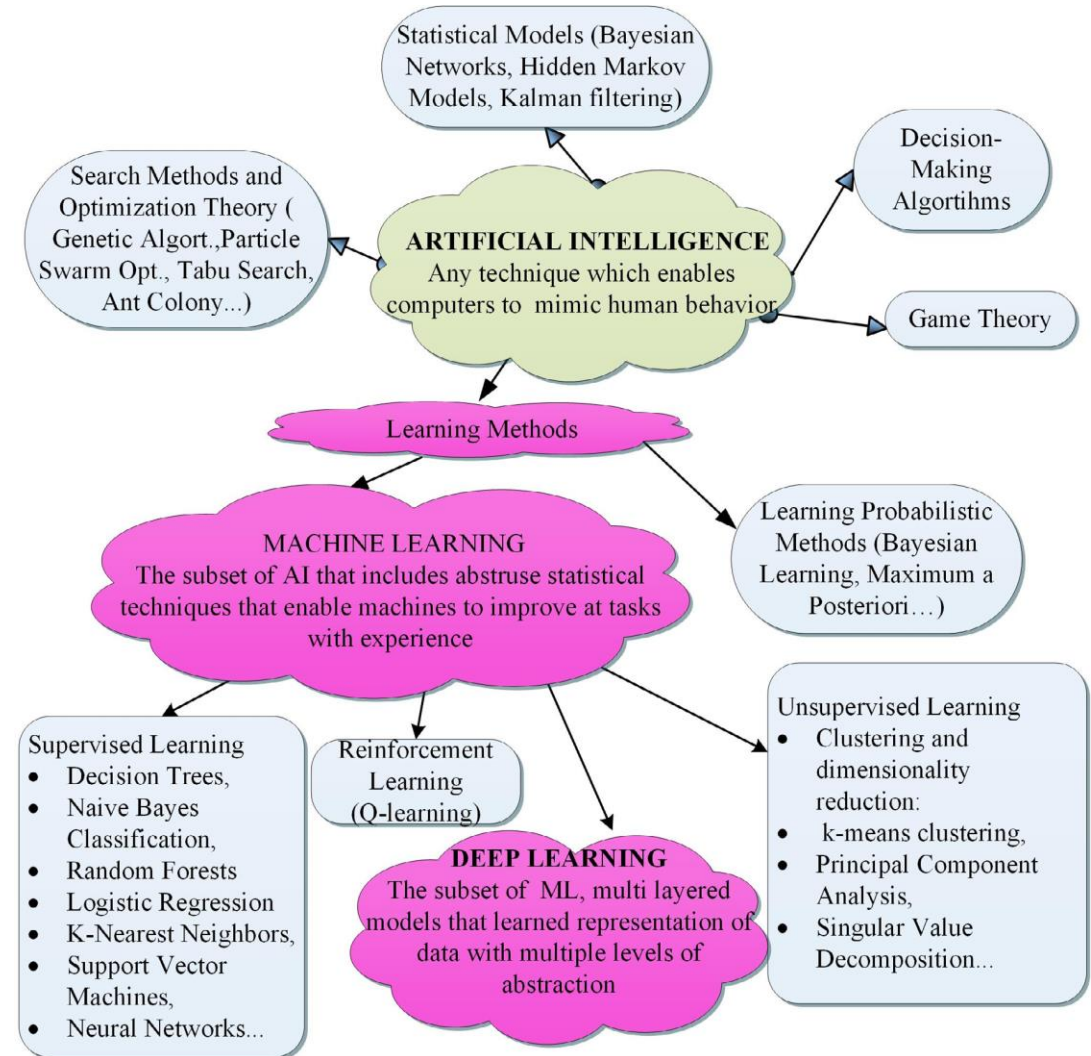 Statistical Models (Bayesian
Networks, Hidden Markov
Models, Kalman filtering)
Decision-
Making
Algortihms
Search Methods and
Optimization Theory (
Genetic Algort.,Particle
Swarm Opt., Tabu Search,
Ant Colony...)
ARTIFICIAL INTELLIGENCE
Any technique which enables
computers to mimic human behavior
Game Theory
Learning Methods
MACHINE LEARNING
The subset of AI that includes abstruse statistical
techniques that enable machines to improve at tasks
with experience
Learning Probabilistic
Methods (Bayesian
Learning, Maximum a
Posteriori…)
Supervised Learning
• Decision Trees,
• Naive Bayes
Classification,
• Random Forests
• Logistic Regression
• K-Nearest Neighbors,
• Support Vector
Machines,
• Neural Networks...
Reinforcement
Learning
(Q-learning)
DEEP LEARNING
The subset of ML, multi layered
models that learned representation of
data with multiple levels of
abstraction
Unsupervised Learning
• Clustering and
dimensionality
reduction:
• k-means clustering,
• Principal Component
Analysis,
• Singular Value
Decomposition...